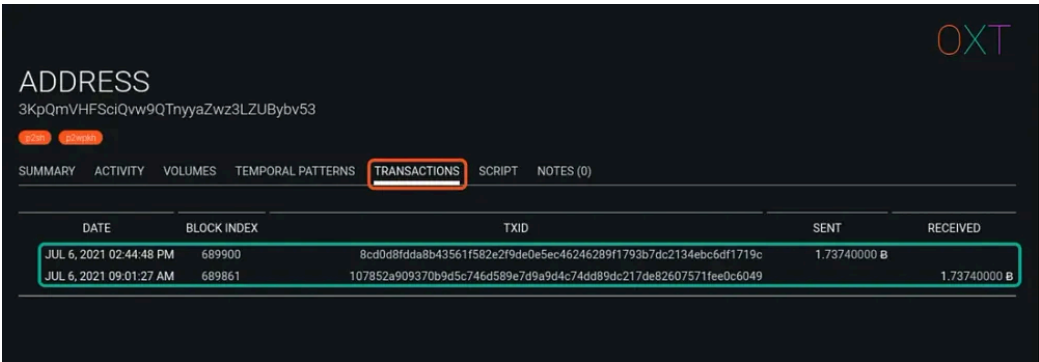 OXT
ADDRESS
3KpQmVHFSciQvw9QTnyyaZwz3LZUBybv53
p2sh p2wpkh
SUMMARY ACTIVITY VOLUMES TEMPORAL PATTERNS TRANSACTIONS SCRIPT NOTES (0)
DATE BLOCK INDEX TXID SENT RECEIVED
JUL 6, 2021 02:44:48 PM 689900 8cd0d8fdda8b43561f582e2f9de0e5ec46246289f1793b7dc2134ebc6df1719c 1.73740000 Ƀ
JUL 6, 2021 09:01:27 AM 689861 107852a909370b9d5c746d589e7d9a9d4c74dd89dc217de82607571fee0c6049 1.73740000 Ƀ